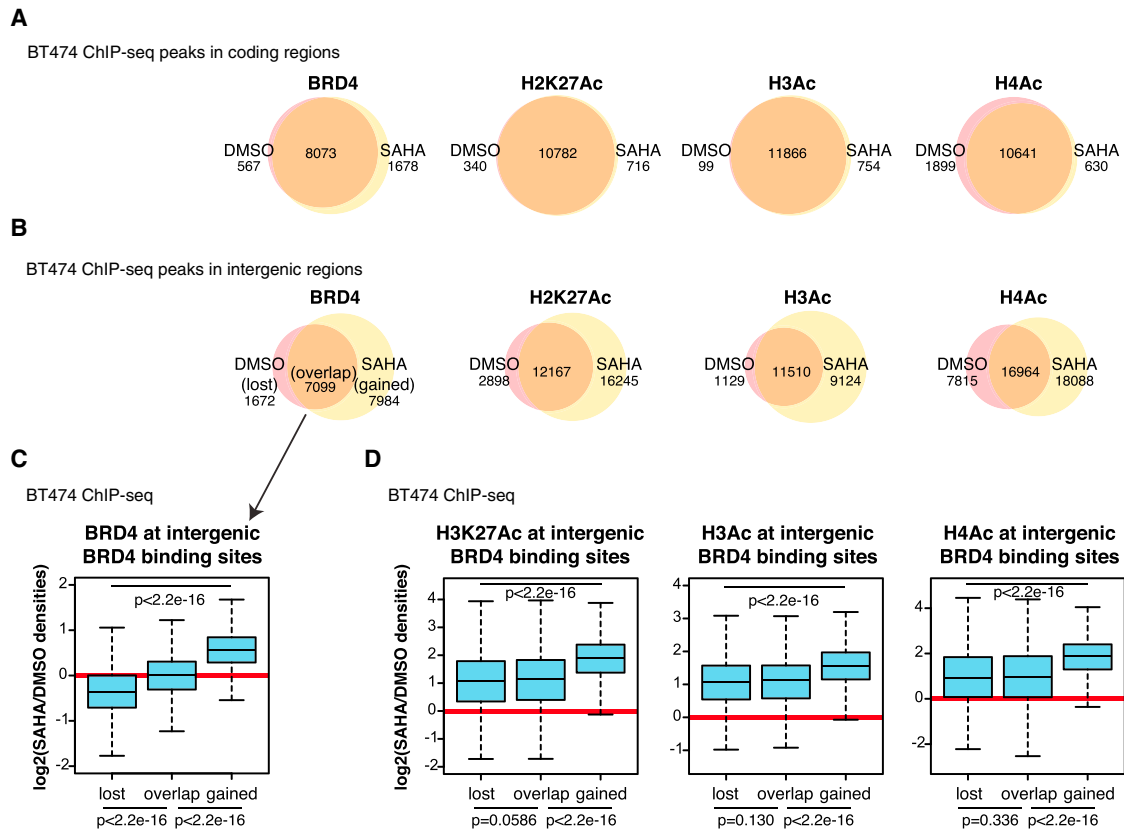 A
BT474 ChIP-seq peaks in coding regions
BRD4
H2K27Ac
H3Ac
H4Ac
DMSO
567
8073
SAHA
1678
DMSO
340
10782
SAHA
716
DMSO
99
11866
SAHA
754
DMSO
1899
10641
SAHA
630
B
BT474 ChIP-seq peaks in intergenic regions
BRD4
H2K27Ac
H3Ac
H4Ac
DMSO
(lost)
1672
(overlap)
7099
SAHA
(gained)
7984
DMSO
2898
12167
SAHA
16245
DMSO
1129
11510
SAHA
9124
DMSO
7815
16964
SAHA
18088
C
BT474 ChIP-seq
BRD4 at intergenic
BRD4 binding sites
log2(SAHA/DMSO densities)
2
1
0
-1
-2
p<2.2e-16
lost overlap gained
p<2.2e-16 p<2.2e-16
D
BT474 ChIP-seq
H3K27Ac at intergenic
BRD4 binding sites
log2(SAHA/DMSO densities)
4
3
2
1
0
-1
-2
p<2.2e-16
lost overlap gained
p=0.0586 p<2.2e-16
H3Ac at intergenic
BRD4 binding sites
4
3
2
1
0
-1
p<2.2e-16
lost overlap gained
p=0.130 p<2.2e-16
H4Ac at intergenic
BRD4 binding sites
4
2
0
-2
p<2.2e-16
lost overlap gained
p=0.336 p<2.2e-16